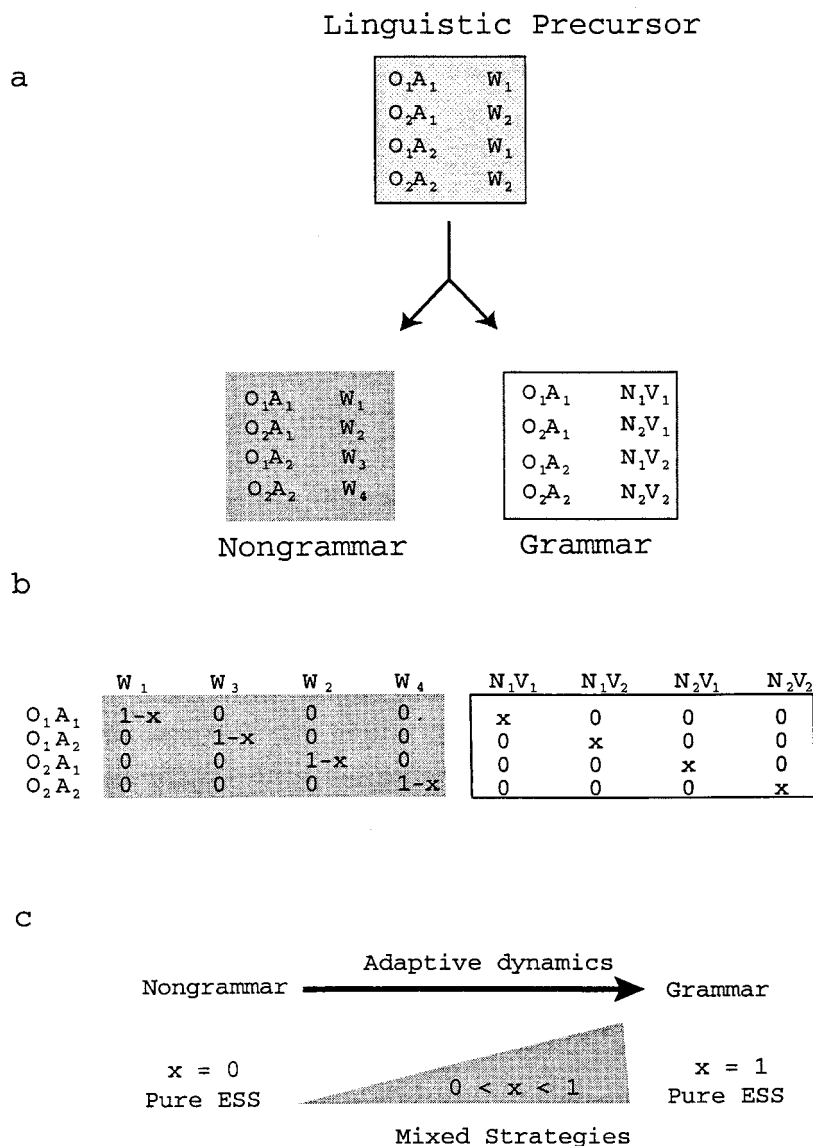 Linguistic Precursor
a
O₁A₁ W₁
O₂A₁ W₂
O₁A₂ W₁
O₂A₂ W₂
O₁A₁ W₁
O₂A₁ W₂
O₁A₂ W₃
O₂A₂ W₄
Nongrammar
O₁A₁ N₁V₁
O₂A₁ N₂V₁
O₁A₂ N₁V₂
O₂A₂ N₂V₂
Grammar
b
W₁ W₃ W₂ W₄ N₁V₁ N₁V₂ N₂V₁ N₂V₂
O₁A₁ 1-x 0 0 0 x 0 0 0
O₁A₂ 0 1-x 0 0 0 x 0 0
O₂A₁ 0 0 1-x 0 0 0 x 0
O₂A₂ 0 0 0 1-x 0 0 0 x
c
Adaptive dynamics
Nongrammar Grammar
x = 0 0 < x < 1 x = 1
Pure ESS Pure ESS
Mixed Strategies